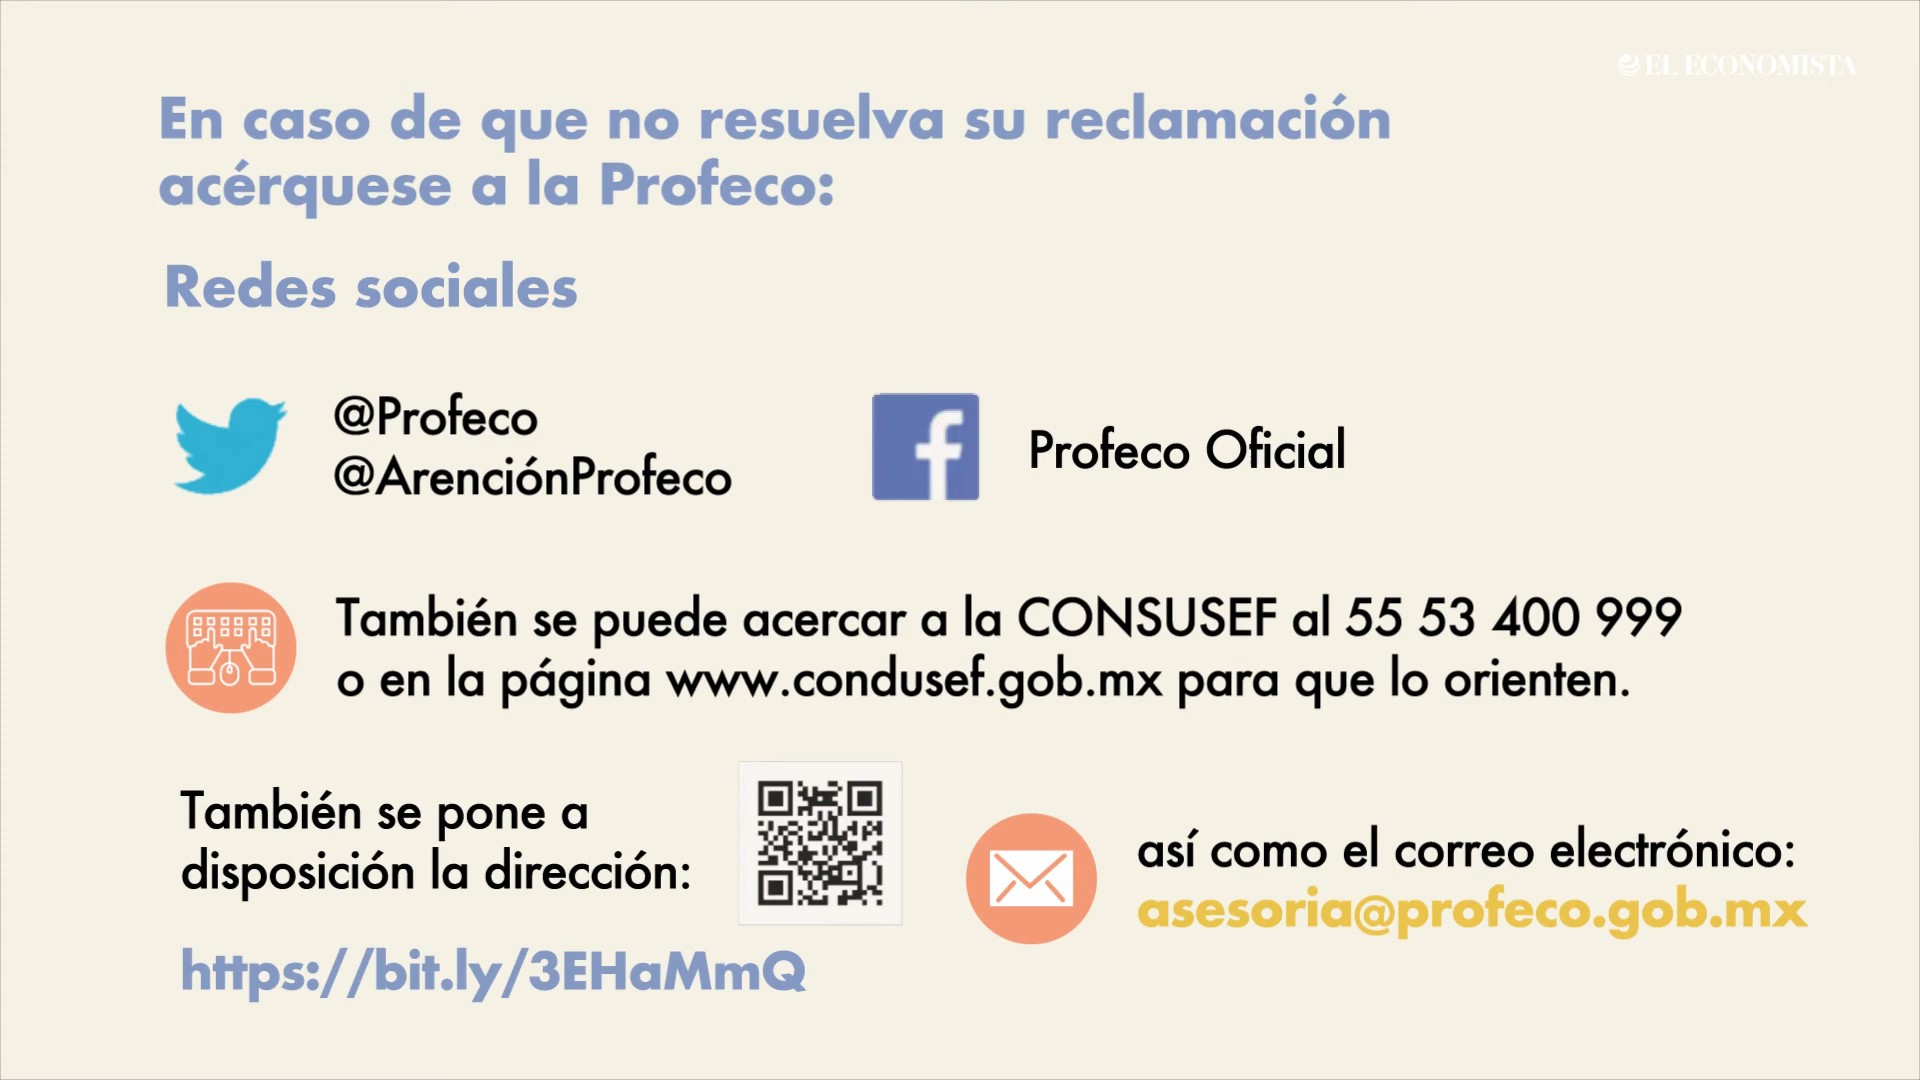 EL ECONOMISTA
En caso de que no resuelva su reclamación
acérquese a la Profeco:
Redes sociales
@Profeco
@ArenciónProfeco
Profeco Oficial
También se puede acercar a la CONSUSEF al 55 53 400 999
o en la página www.condusef.gob.mx para que lo orienten.
También se pone a
disposición la dirección:
https://bit.ly/3EHaMmQ
así como el correo electrónico:
asesoria@profeco.gob.mx